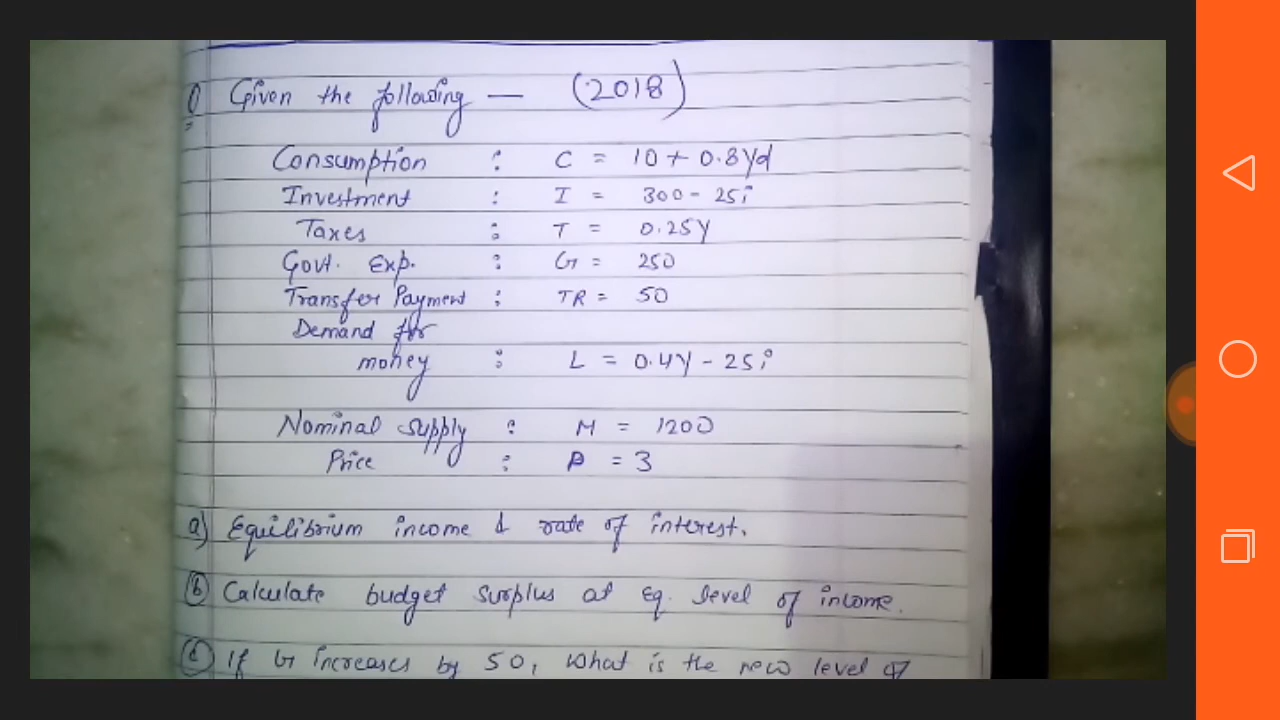 Q Given the following — (2018)
Consumption : C = 10 + 0.8Yd
Investment : I = 300 - 25i
Taxes : T = 0.25Y
Govt. Exp. : G = 250
Transfer Payment : TR = 50
Demand for
money : L = 0.4Y - 25i
Nominal supply : M = 1200
Price : P = 3
a) Equilibrium income & rate of interest.
(b) Calculate budget surplus at eq. level of income.
(c) If G increases by 50, What is the new level of